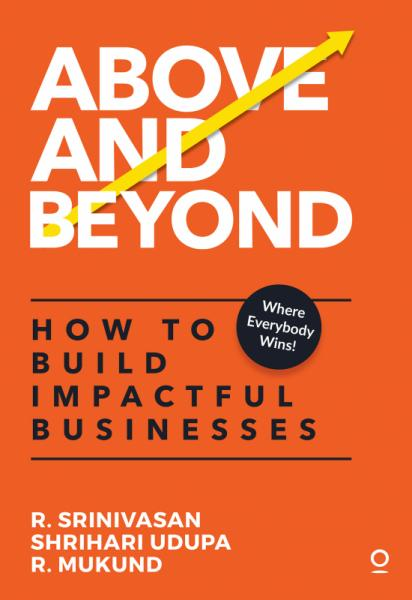 ABOVE
AND
BEYOND
Where
Everybody
Wins!
HOW TO
BUILD
IMPACTFUL
BUSINESSES
R. SRINIVASAN
SHRIHARI UDUPA
R. MUKUND